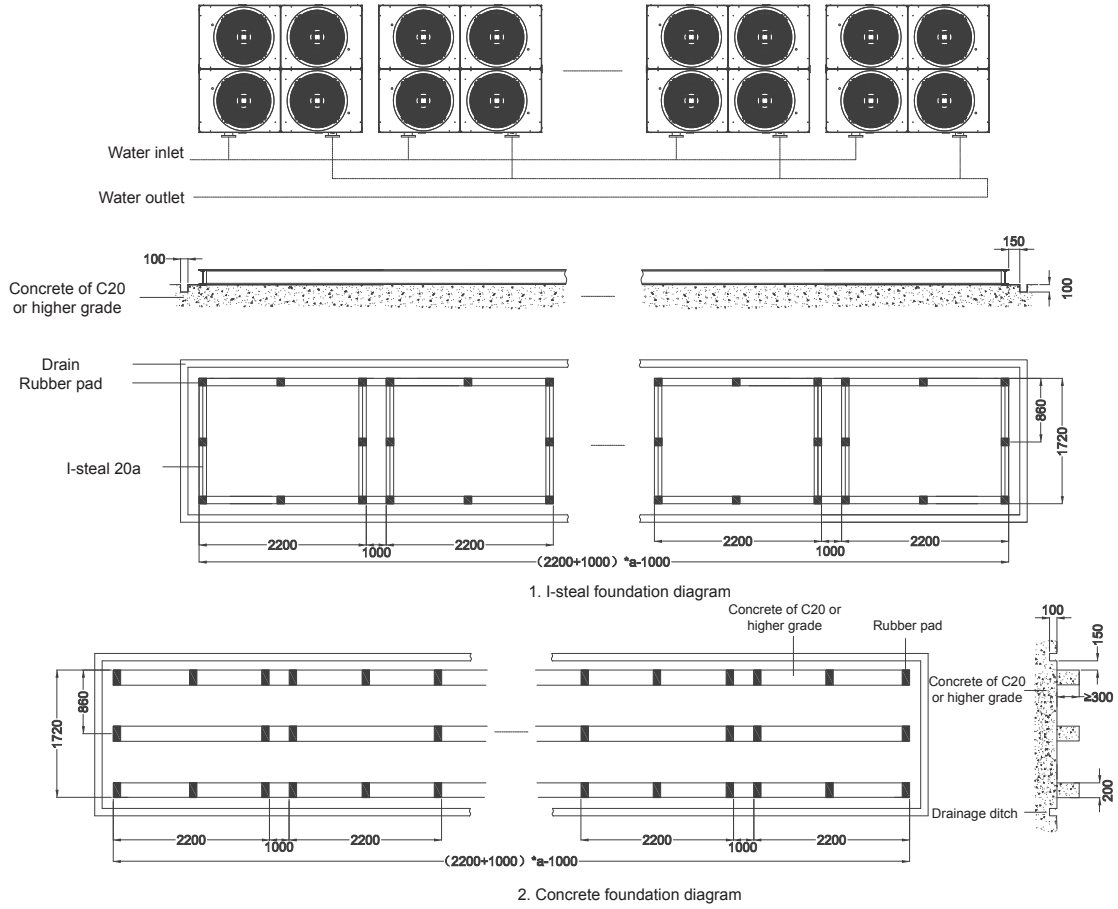 Water inlet
Water outlet
100
150
Concrete of C20
or higher grade
100
Drain
Rubber pad
860
1720
I-steal 20a
2200
1000
2200
2200
1000
2200
(2200+1000) *a-1000
1. I-steal foundation diagram
Concrete of C20 or
higher grade
Rubber pad
100
150
Concrete of C20
or higher grade
≥300
860
1720
200
Drainage ditch
2200
1000
2200
2200
1000
2200
(2200+1000) *a-1000
2. Concrete foundation diagram